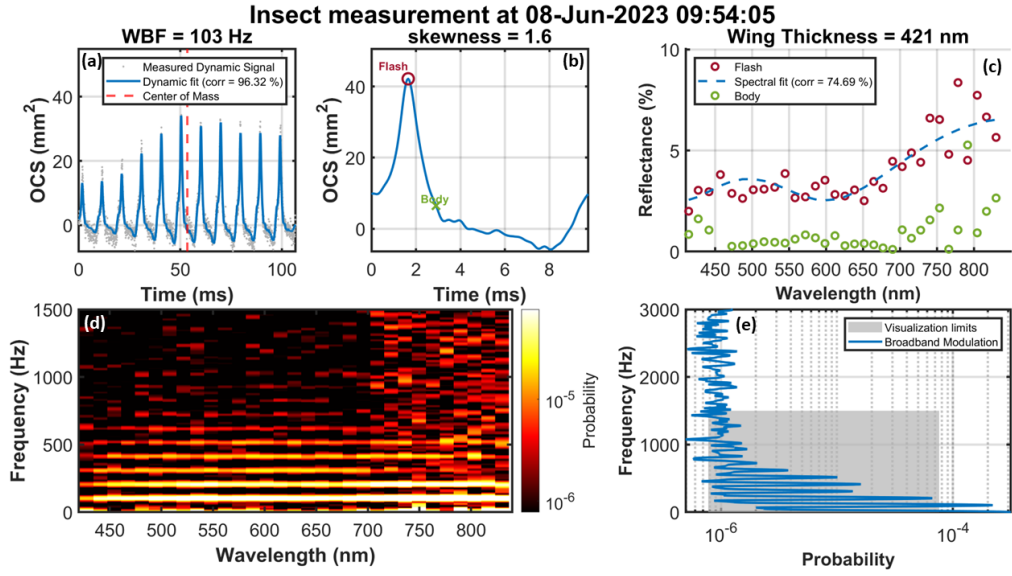 Insect measurement at 08-Jun-2023 09:54:05
WBF = 103 Hz
(a)
Measured Dynamic Signal
Dynamic fit (corr = 96.32 %)
Center of Mass
OCS (mm²)
40
20
0
0 50 100
Time (ms)
skewness = 1.6
(b)
Flash
Body
OCS (mm²)
40
20
0
0 2 4 6 8
Time (ms)
Wing Thickness = 421 nm
(c)
Flash
Spectral fit (corr = 74.69 %)
Body
Reflectance (%)
10
5
0
450 500 550 600 650 700 750 800
Wavelength (nm)
(d)
Frequency (Hz)
1500
1000
500
0
450 500 550 600 650 700 750 800
Wavelength (nm)
10⁻⁵
10⁻⁶
Probability
(e)
Visualization limits
Broadband Modulation
Frequency (Hz)
3000
2000
1000
0
10⁻⁶ 10⁻⁴
Probability